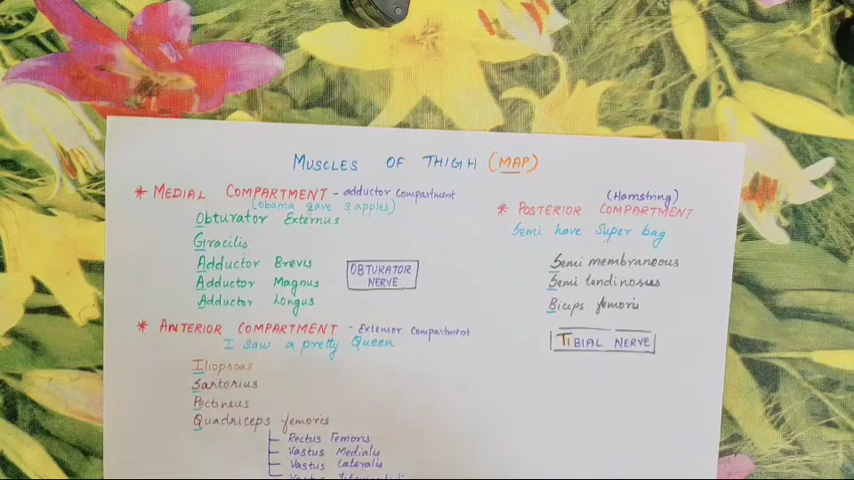 MUSCLES OF THIGH (MAP)
* MEDIAL COMPARTMENT - adductor compartment
(Obama gave 3 apples)
Obturator Externus
Gracilis
Adductor Brevis
Adductor Magnus
Adductor Longus
OBTURATOR
NERVE
* ANTERIOR COMPARTMENT - Extensor Compartment
I saw a pretty Queen.
Iliopsoas
Sartorius
Pectineus
Quadriceps femoris
Rectus Femoris
Vastus Medialis
Vastus Lateralis
Vastus
(Hamstring)
* POSTERIOR COMPARTMENT
Semi have Super bag
Semi membraneous
Semi tendinosus
Biceps femoris
TIBIAL NERVE